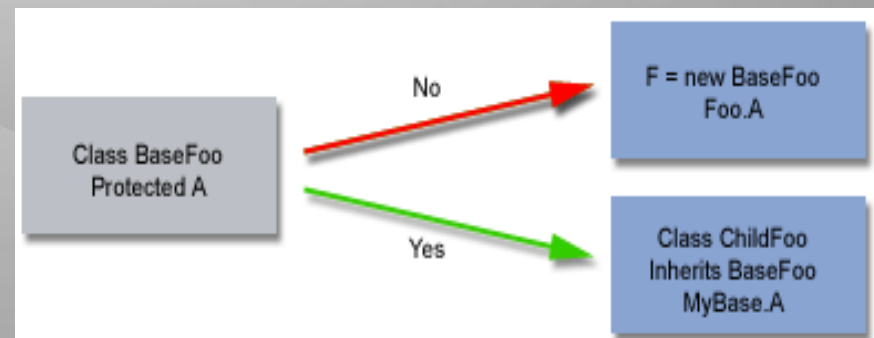 Class BaseFoo
Protected A
No
F = new BaseFoo
Foo.A
Yes
Class ChildFoo
Inherits BaseFoo
MyBase.A